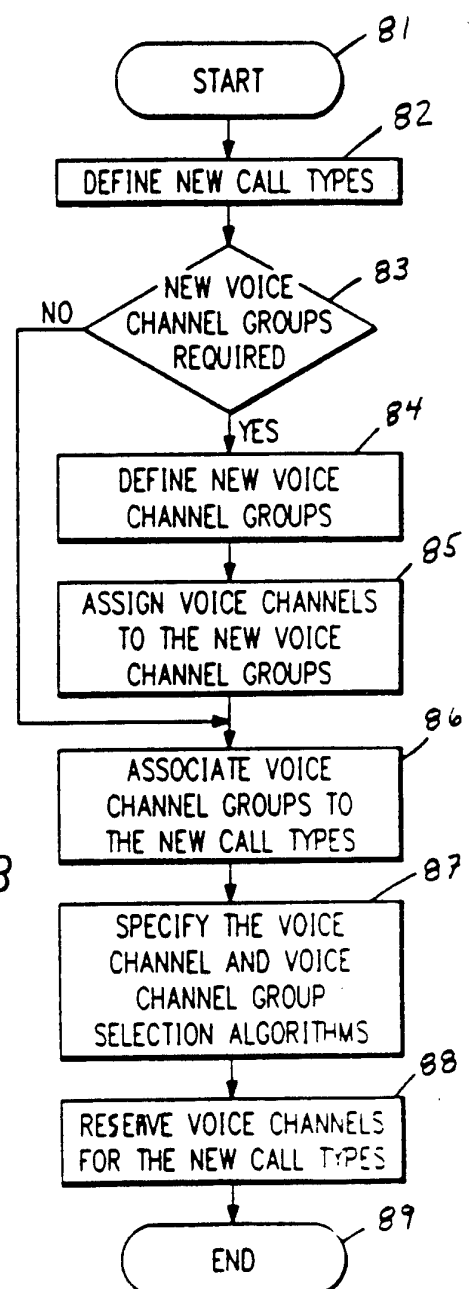 81
START
82
DEFINE NEW CALL TYPES
83
NO
NEW VOICE
CHANNEL GROUPS
REQUIRED
YES
84
DEFINE NEW VOICE
CHANNEL GROUPS
85
ASSIGN VOICE CHANNELS
TO THE NEW VOICE
CHANNEL GROUPS
86
ASSOCIATE VOICE
CHANNEL GROUPS TO
THE NEW CALL TYPES
87
SPECIFY THE VOICE
CHANNEL AND VOICE
CHANNEL GROUP
SELECTION ALGORITHMS
88
RESERVE VOICE CHANNELS
FOR THE NEW CALL TYPES
89
END